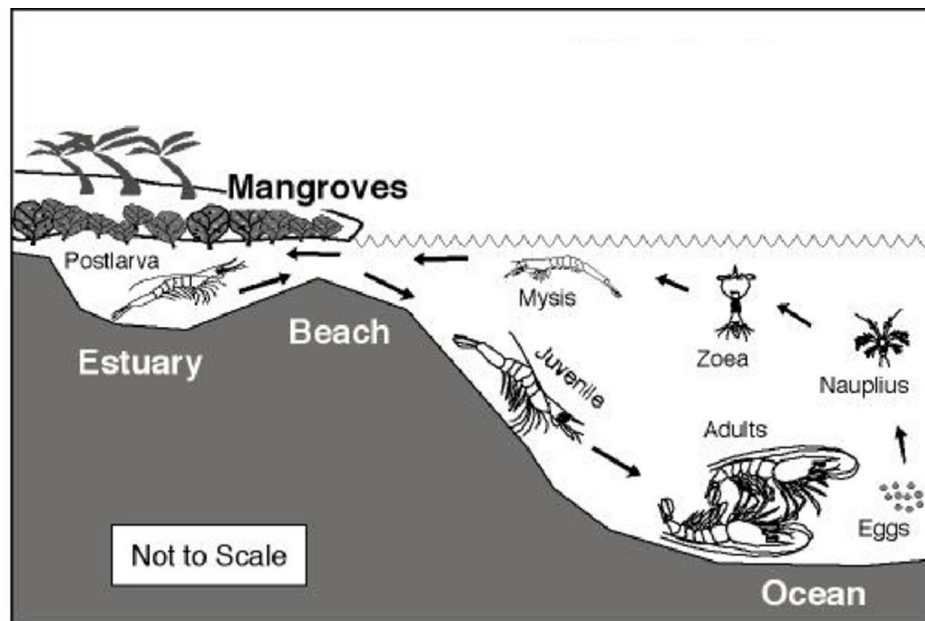 Mangroves
Postlarva
Mysis
Zoea
Nauplius
Beach
Estuary
Juvenile
Adults
Eggs
Not to Scale
Ocean